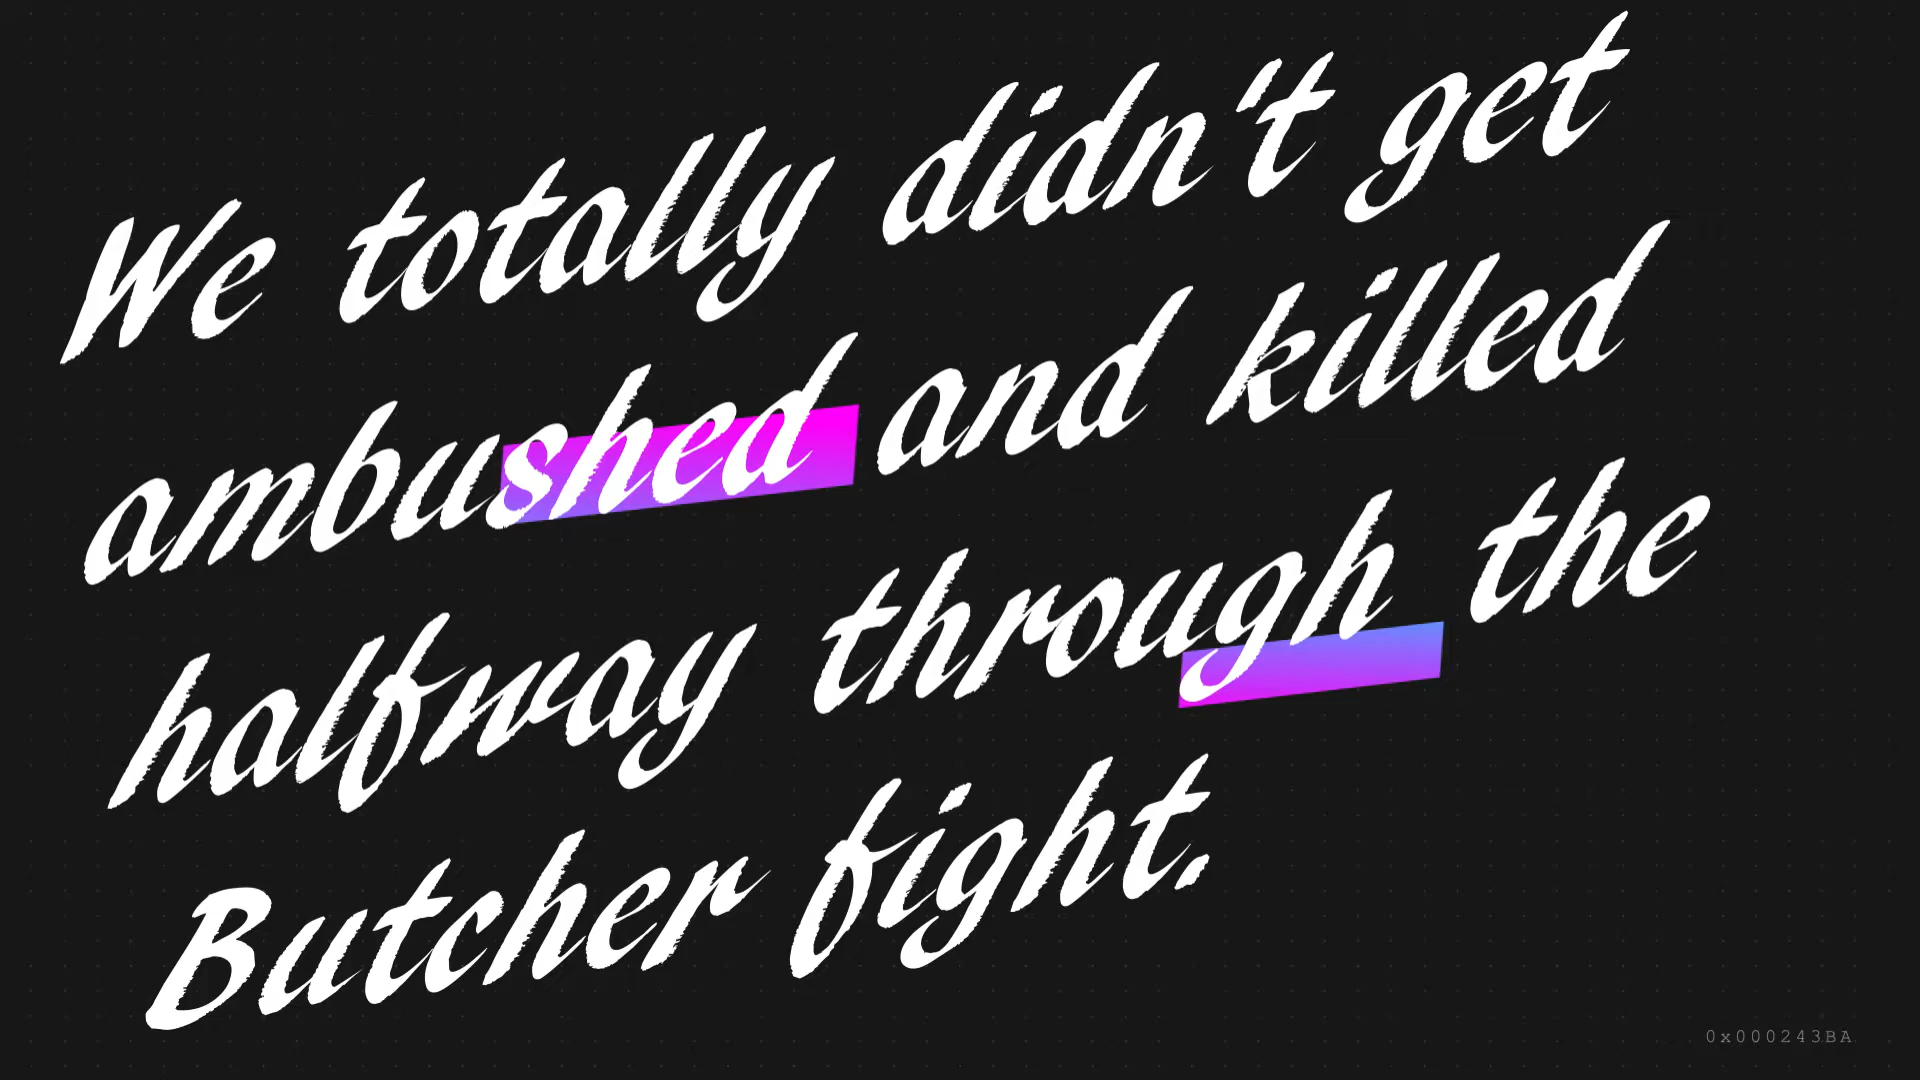 We totally didn't get
ambushed and killed
halfway through the
Butcher fight.
0x000243BA